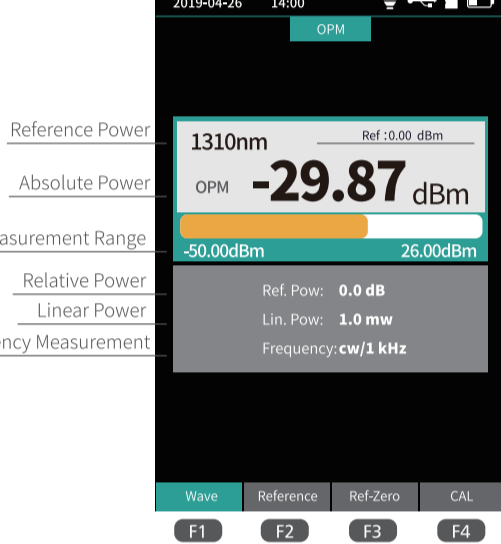 2019-04-26 14:00
OPM
Reference Power
1310nm
Ref :0.00 dBm
Absolute Power
OPM -29.87 dBm
asurement Range
-50.00dBm 26.00dBm
Relative Power
Ref. Pow: 0.0 dB
Linear Power
Lin. Pow: 1.0 mw
ency Measurement
Frequency:cw/1 kHz
Wave Reference Ref-Zero CAL
F1 F2 F3 F4